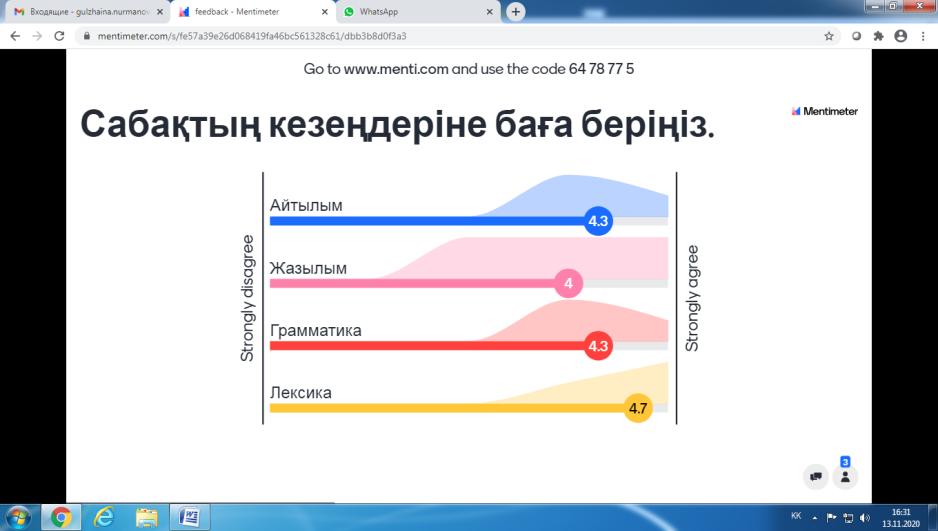 Входящие - gulzhaina.nurmanov
feedback - Mentimeter
WhatsApp
mentimeter.com/s/fe57a39e26d068419fa46bc561328c61/dbb3b8d0f3a3
Go to www.menti.com and use the code 64 78 77 5
Mentimeter
Сабақтың кезеңдеріне баға беріңіз.
Strongly disagree
Айтылым
4.3
Жазылым
4
Грамматика
4.3
Лексика
4.7
Strongly agree
3
KK
16:31
13.11.2020